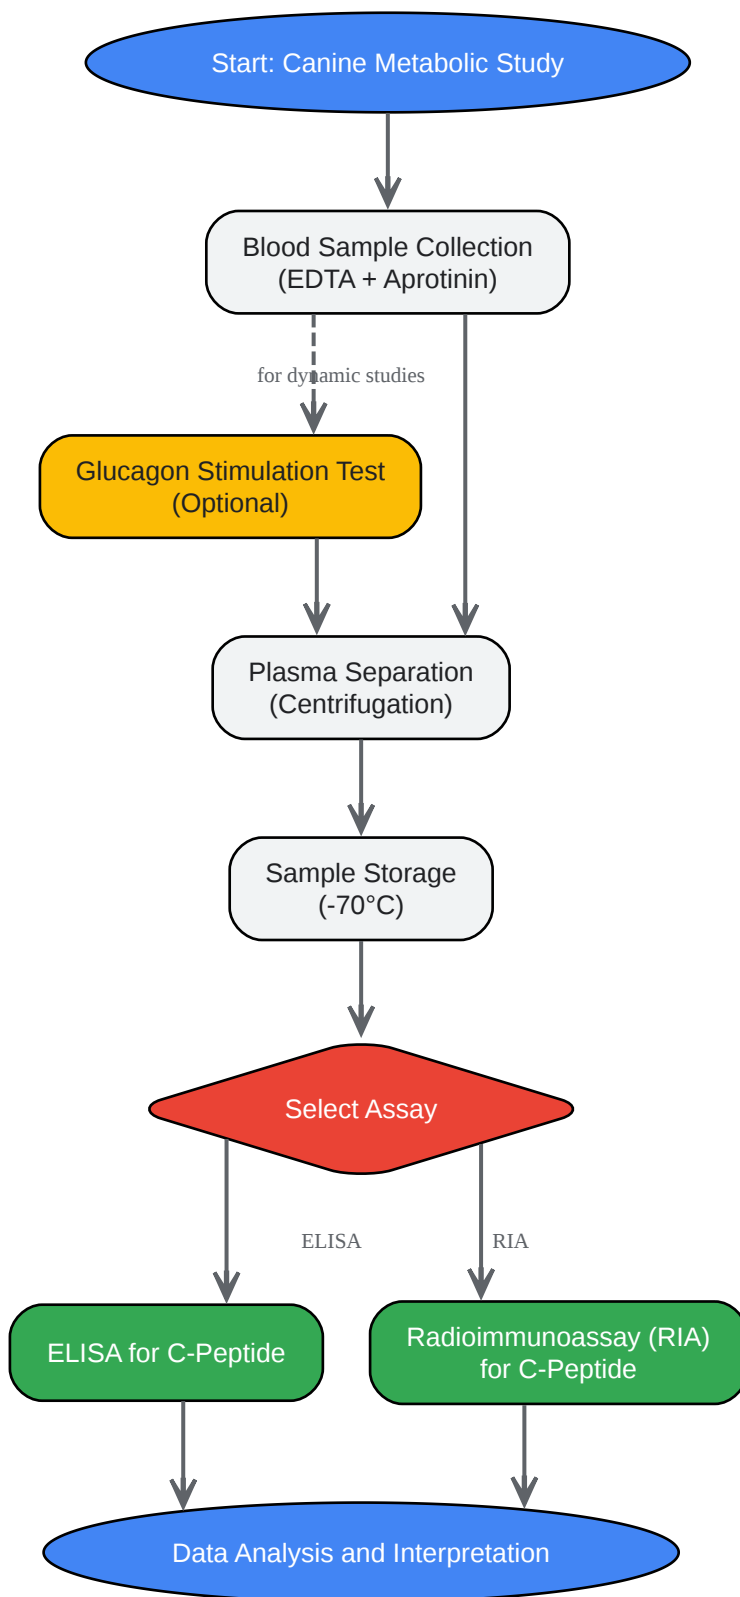 Start: Canine Metabolic Study
Blood Sample Collection
(EDTA + Aprotinin)
for dynamic studies
Glucagon Stimulation Test
(Optional)
Plasma Separation
(Centrifugation)
Sample Storage
(-70°C)
Select Assay
ELISA
RIA
ELISA for C-Peptide
Radioimmunoassay (RIA)
for C-Peptide
Data Analysis and Interpretation